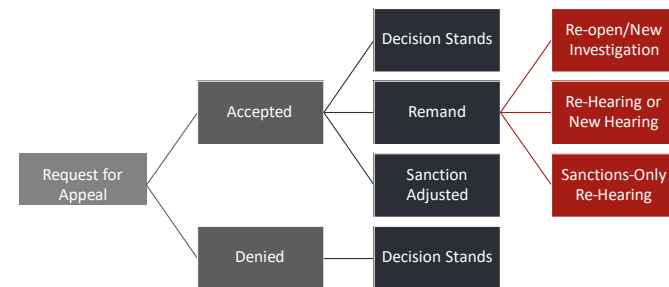 Request for
Appeal
Accepted
Denied
Decision Stands
Remand
Sanction
Adjusted
Decision Stands
Re-open/New
Investigation
Re-Hearing or
New Hearing
Sanctions-Only
Re-Hearing